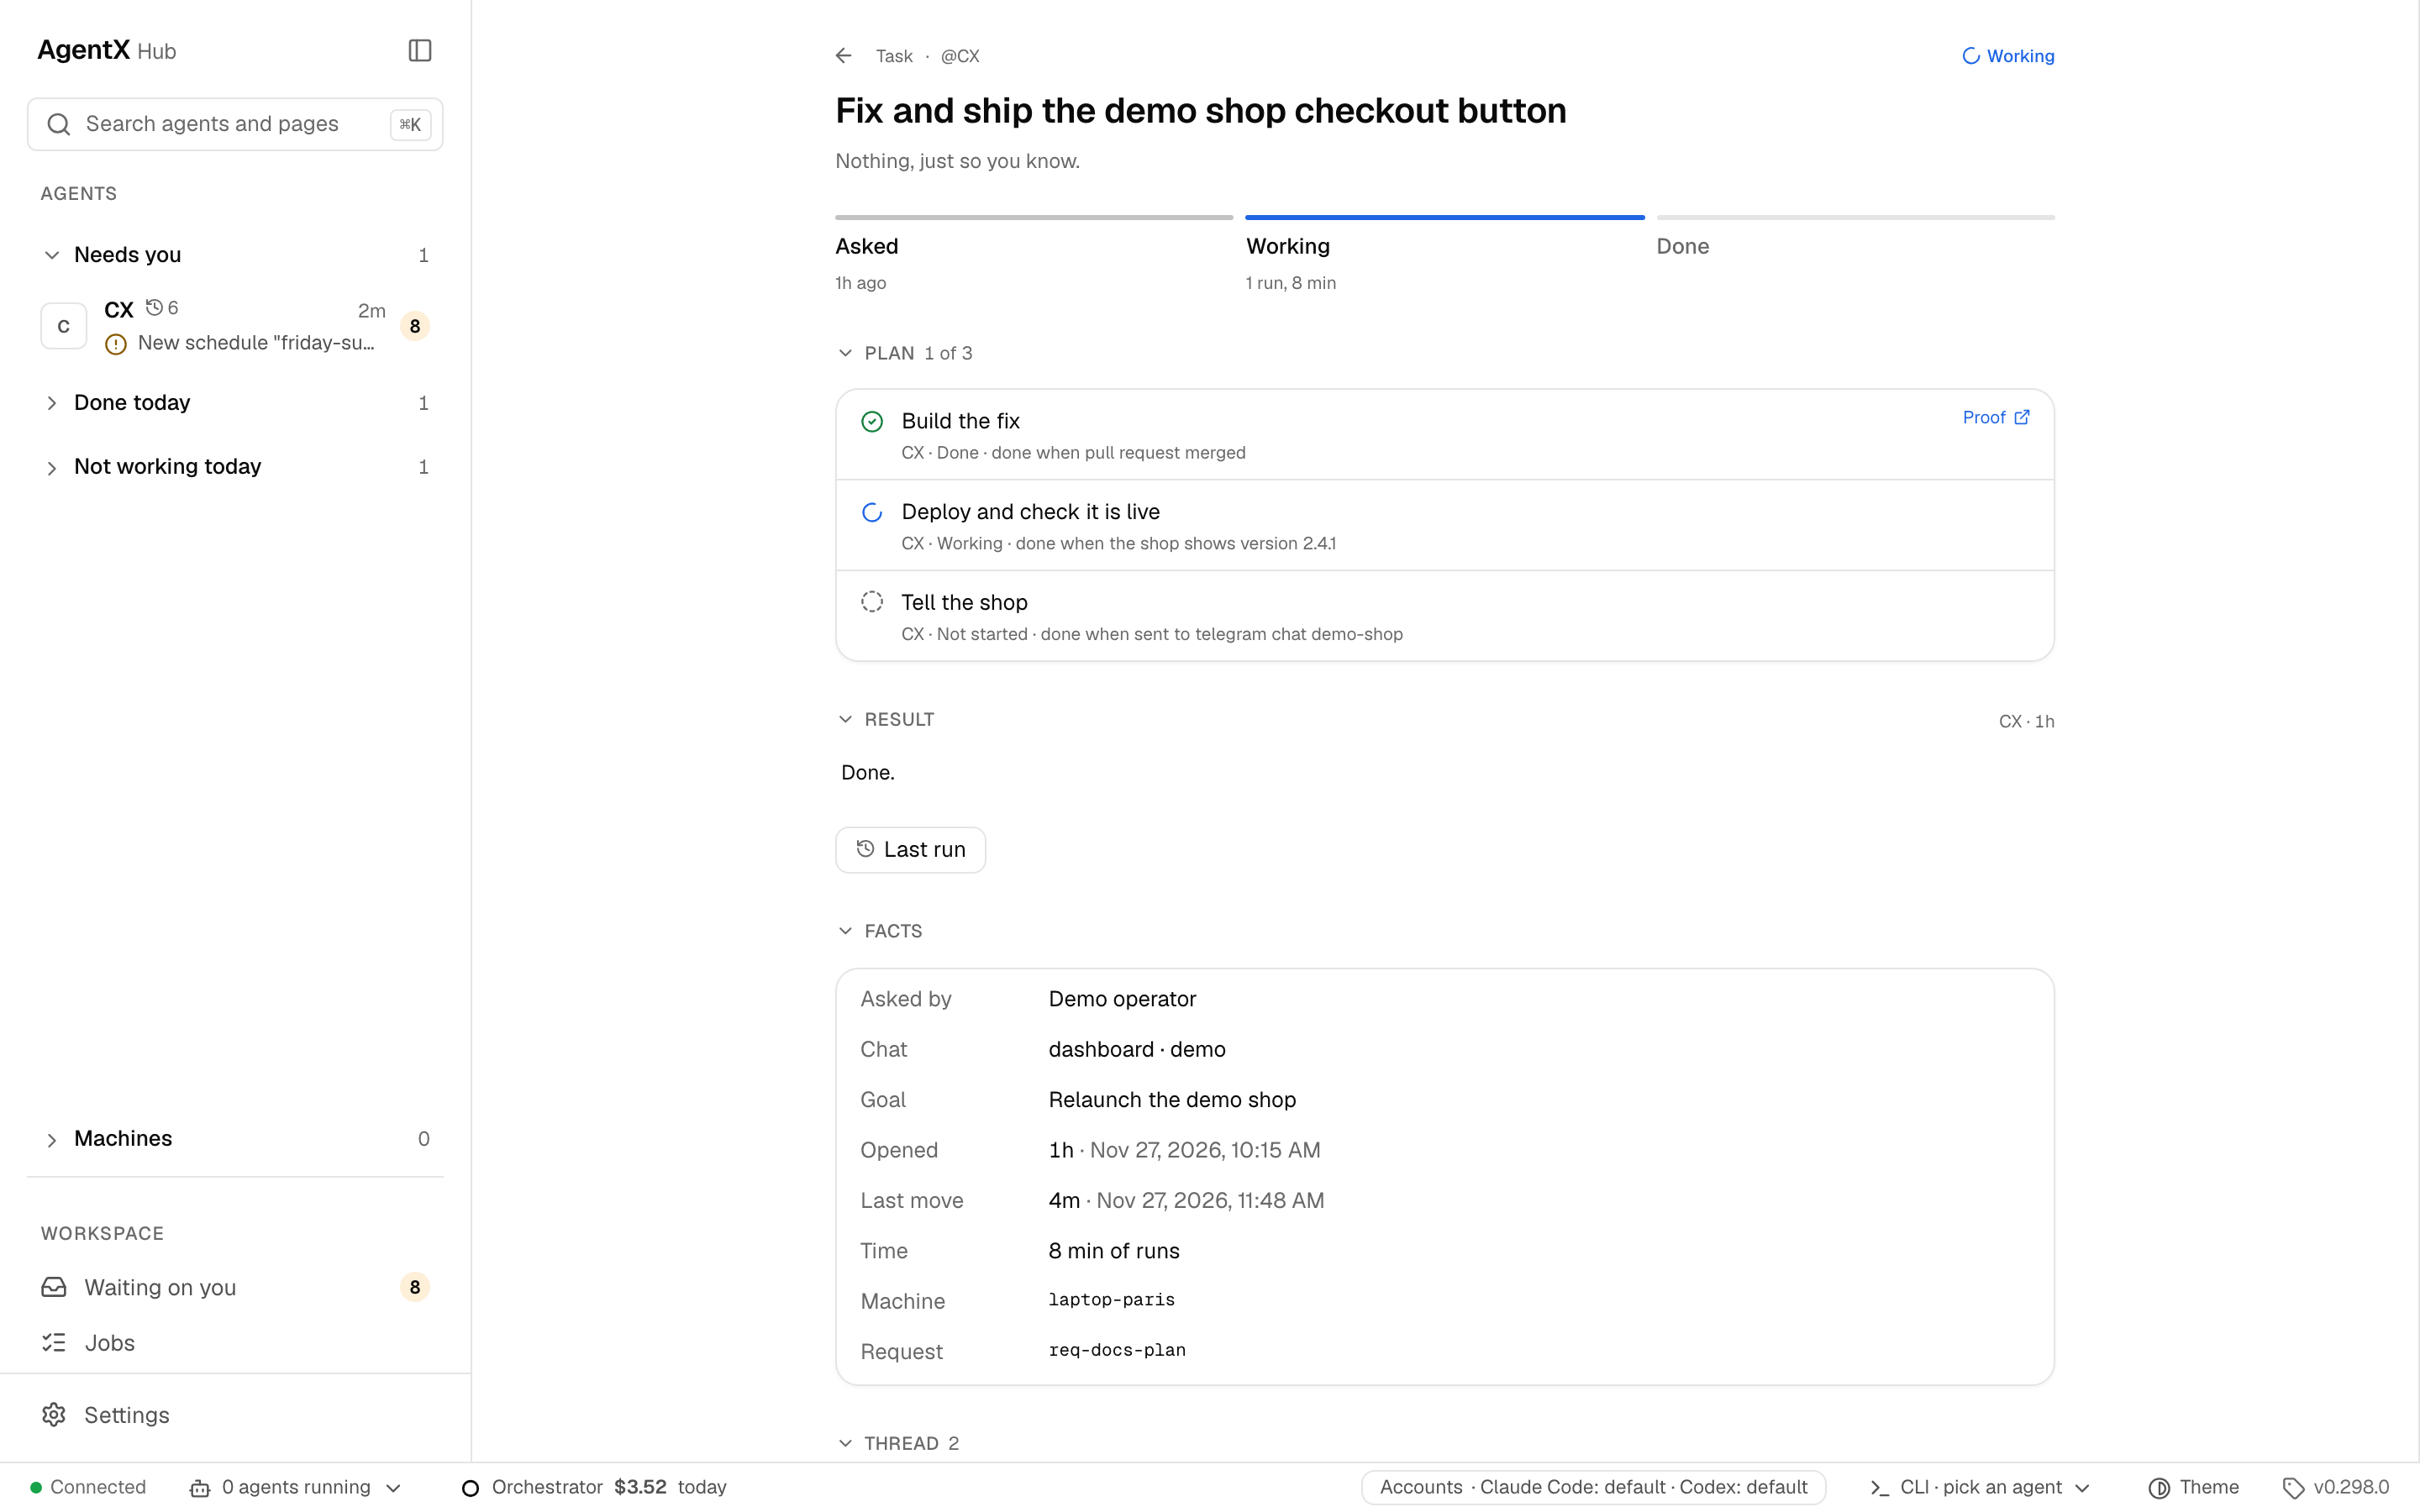 AgentX Hub
Search agents and pages ⌘K
AGENTS
Needs you 1
C
CX 6 2m 8
New schedule "friday-su...
Done today 1
Not working today 1
Machines 0
WORKSPACE
Waiting on you 8
Jobs
Settings
Task · @CX Working
Fix and ship the demo shop checkout button
Nothing, just so you know.
Asked Working Done
1h ago 1 run, 8 min
PLAN 1 of 3
Build the fix Proof
CX · Done · done when pull request merged
Deploy and check it is live
CX · Working · done when the shop shows version 2.4.1
Tell the shop
CX · Not started · done when sent to telegram chat demo-shop
RESULT CX · 1h
Done.
Last run
FACTS
Asked by Demo operator
Chat dashboard · demo
Goal Relaunch the demo shop
Opened 1h · Nov 27, 2026, 10:15 AM
Last move 4m · Nov 27, 2026, 11:48 AM
Time 8 min of runs
Machine laptop-paris
Request req-docs-plan
THREAD 2
Connected 0 agents running Orchestrator $3.52 today Accounts · Claude Code: default · Codex: default CLI · pick an agent Theme v0.298.0